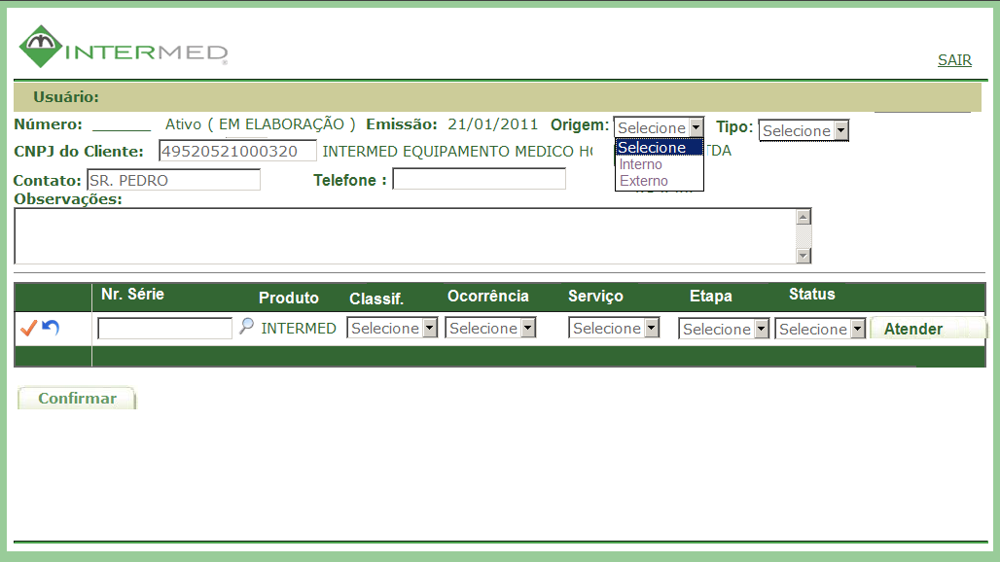 INTERMED
SAIR
Usuário:
Número: ______ Ativo ( EM ELABORAÇÃO ) Emissão: 21/01/2011 Origem: Selecione Tipo: Selecione
CNPJ do Cliente: 49520521000320 INTERMED EQUIPAMENTO MEDICO HO TDA
Selecione
Interno
Externo
Contato: SR. PEDRO Telefone :
Observações:
Nr. Série Produto Classif. Ocorrência Serviço Etapa Status
INTERMED Selecione Selecione Selecione Selecione Selecione Atender
Confirmar